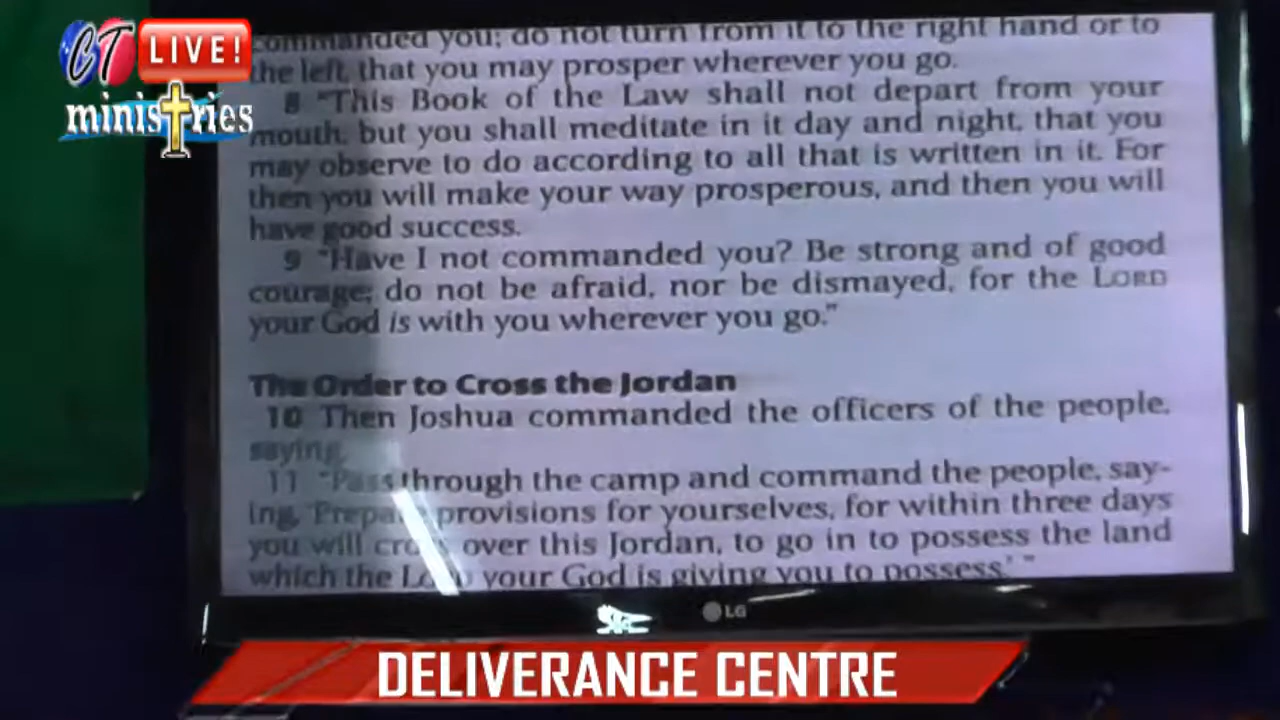 CT LIVE!
ministries
commanded you; do not turn from it to the right hand or to
the left, that you may prosper wherever you go.
8 "This Book of the Law shall not depart from your
mouth, but you shall meditate in it day and night, that you
may observe to do according to all that is written in it. For
then you will make your way prosperous, and then you will
have good success.
9 "Have I not commanded you? Be strong and of good
courage; do not be afraid, nor be dismayed, for the LORD
your God is with you wherever you go."
The Order to Cross the Jordan
10 Then Joshua commanded the officers of the people,
saying,
11 "Pass through the camp and command the people, say-
ing, 'Prepare provisions for yourselves, for within three days
you will cross over this Jordan, to go in to possess the land
which the LORD your God is giving you to possess.' "
LG
DELIVERANCE CENTRE